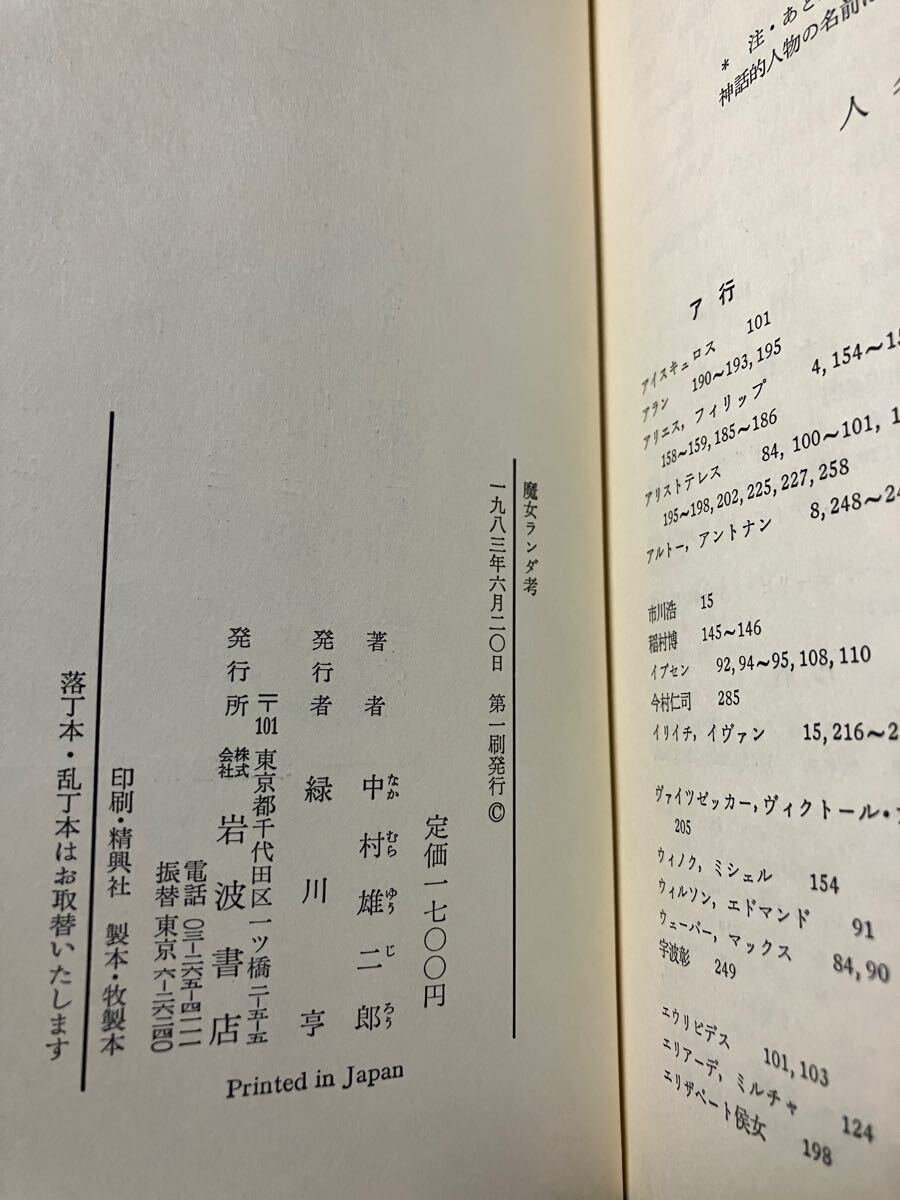 魔女ランダ考
一九八三年六月二〇日 第一刷発行 ©
定価一七〇〇円
著者 中村雄二郎
なかむらゆうじろう
発行者 緑川亨
〒101 東京都千代田区一ツ橋二-五-五
発行所 株式会社 岩波書店
電話 〇三-二六五-四一一一
振替 東京 六-二六二四〇
印刷・精興社 製本・牧製本
落丁本・乱丁本はお取替いたします
Printed in Japan
* 注・あと
神話的人物の名前は
人
ア行
アイスキュロス 101
アラン 190～193, 195
アリエス, フィリップ 4, 154～15
158～159, 185～186
アリストテレス 84, 100～101, 1
195～198, 202, 225, 227, 258
アルトー, アントナン 8, 248～24
市川浩 15
稲村博 145～146
イプセン 92, 94～95, 108, 110
今村仁司 285
イリイチ, イヴァン 15, 216～2
ヴァイツゼッカー, ヴィクトール・
205
ウィノク, ミシェル 154
ウィルソン, エドマンド 91
ウェーバー, マックス 84, 90
宇波彰 249
エウリピデス 101, 103
エリアーデ, ミルチャ 124
エリザベート侯女 198